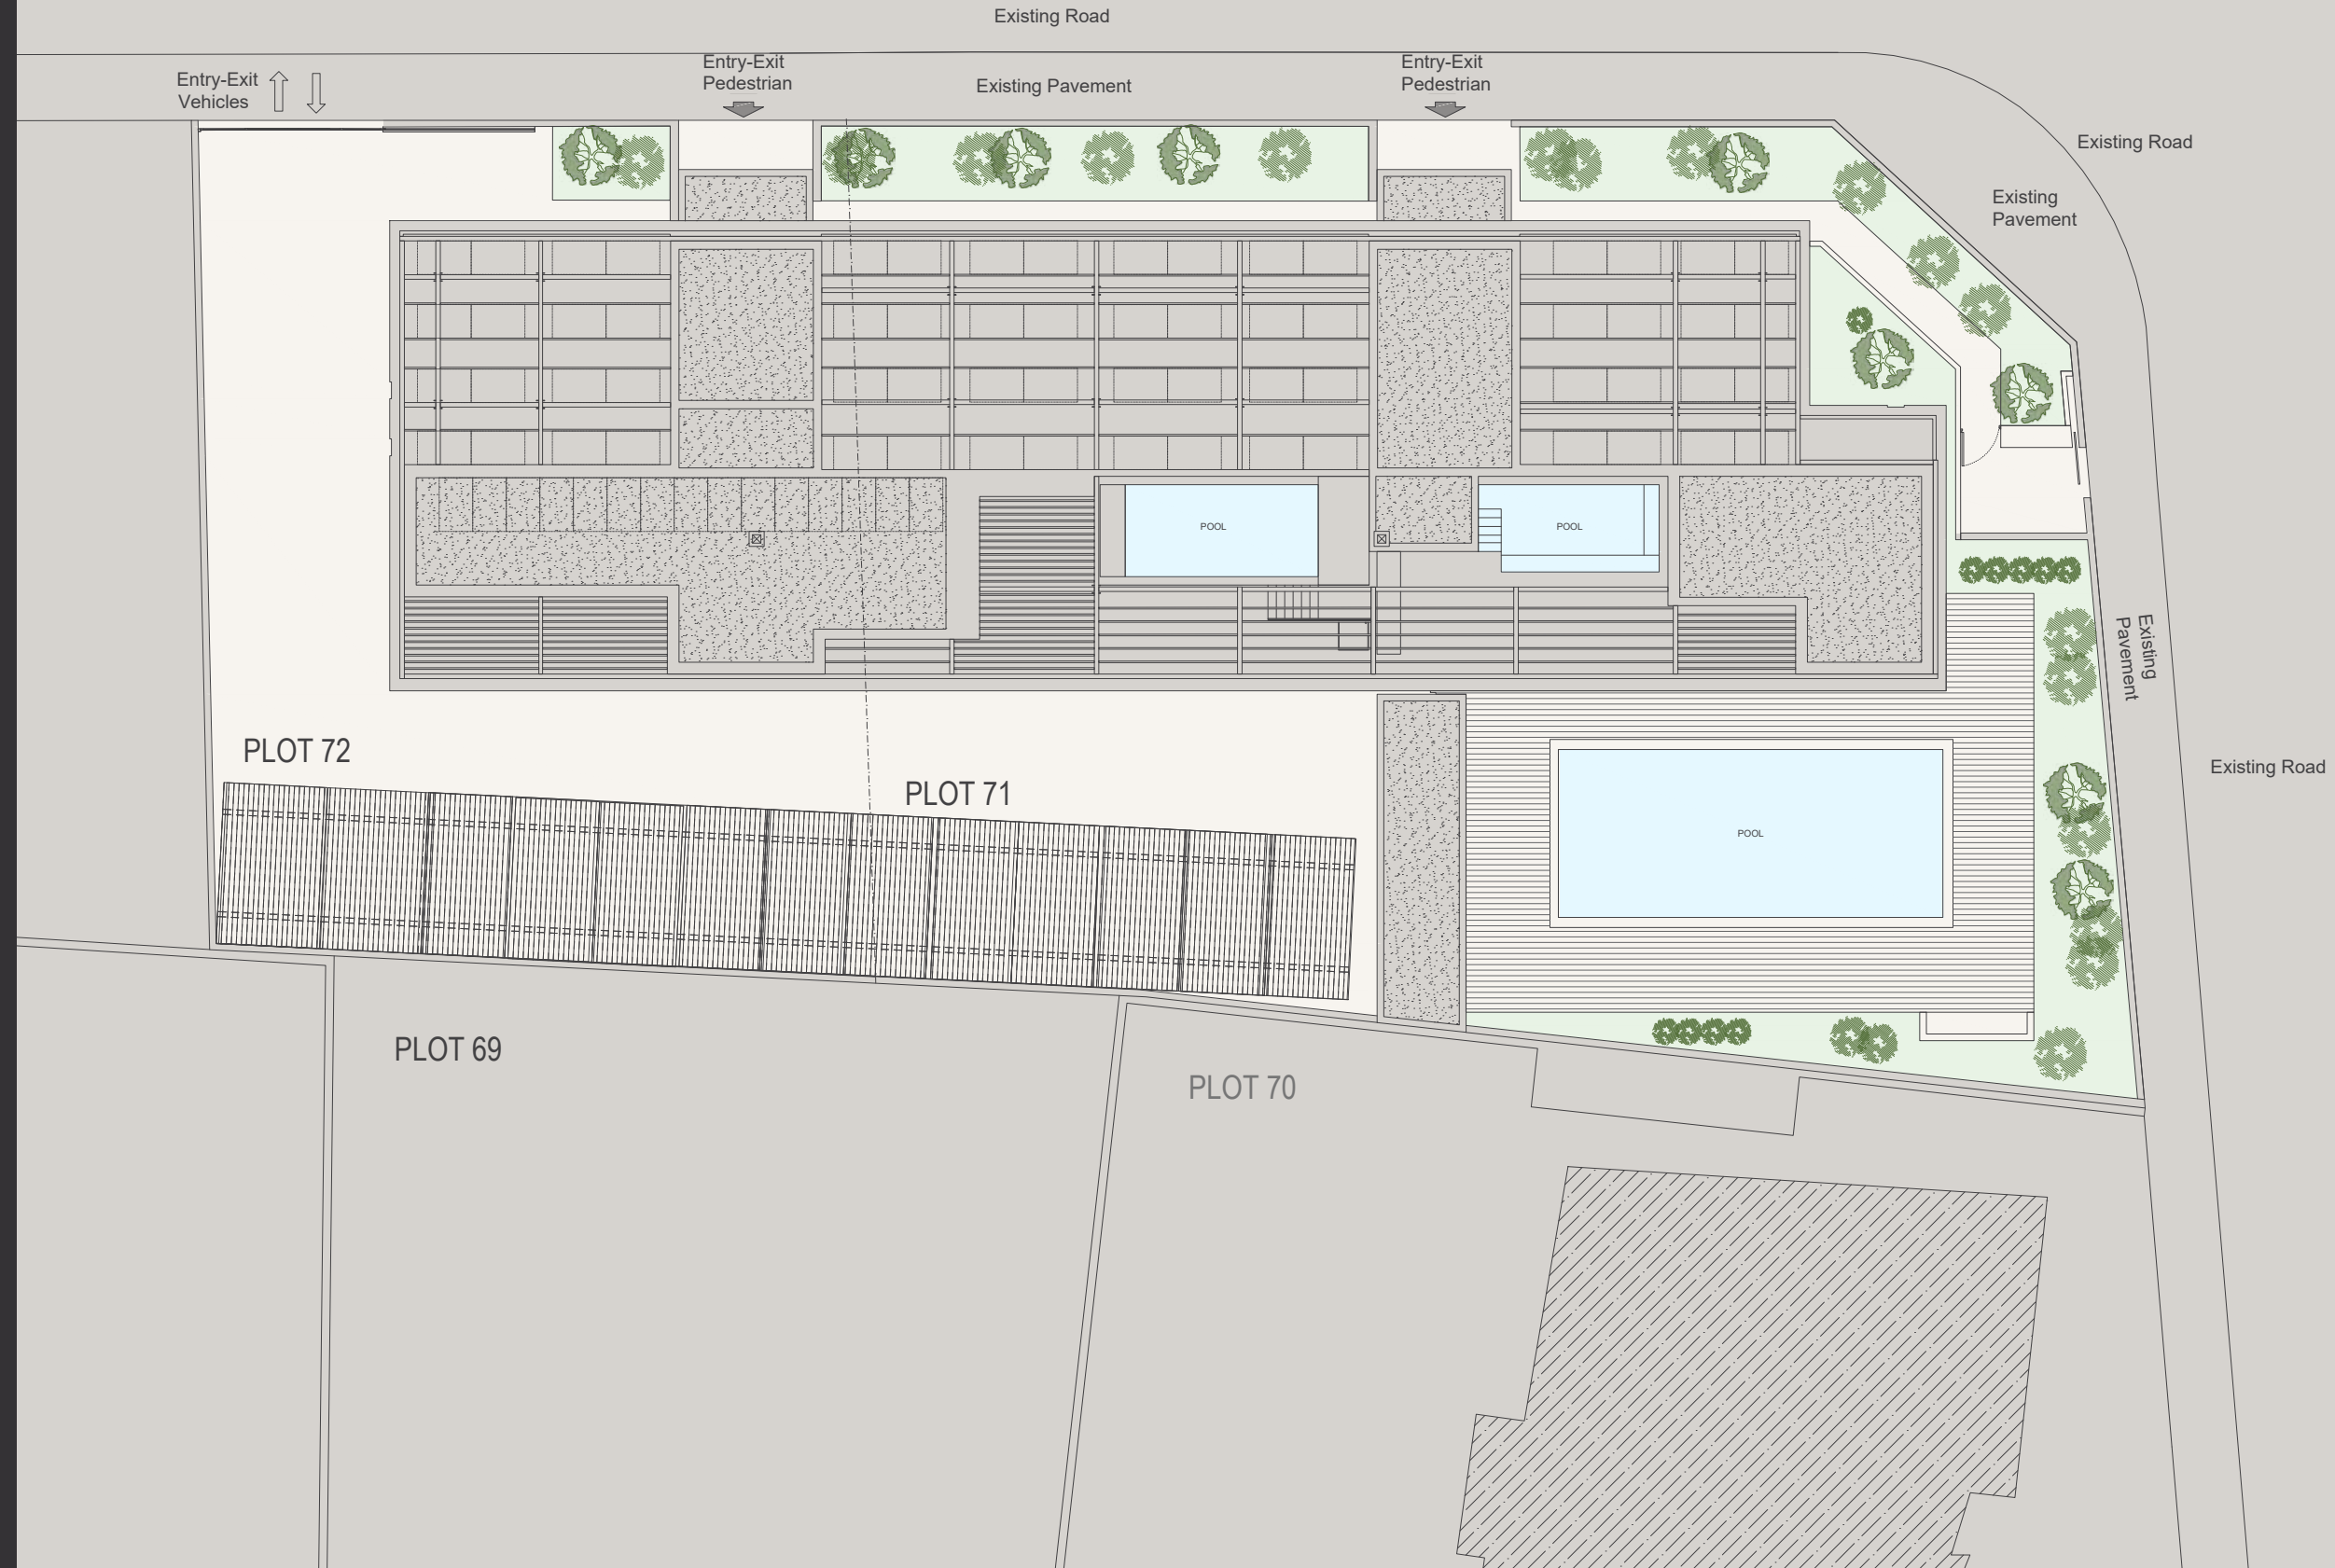 Existing Road
Entry-Exit
Vehicles
Entry-Exit
Pedestrian
Existing Pavement
Entry-Exit
Pedestrian
Existing Road
Existing
Pavement
POOL
POOL
Existing
Pavement
PLOT 72
PLOT 71
Existing Road
POOL
PLOT 69
PLOT 70